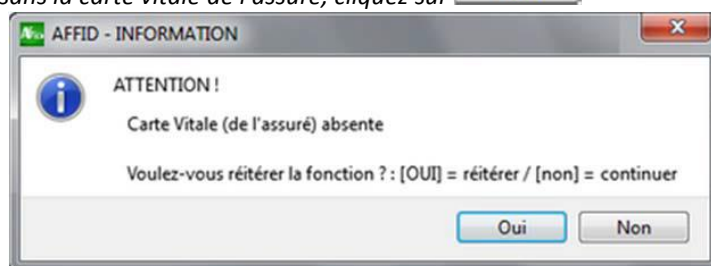 sans la carte vitale de l'assuré, cliquez sur
AFFID - INFORMATION
ATTENTION !
Carte Vitale (de l'assuré) absente
Voulez-vous réitérer la fonction ? : [OUI] = réitérer / [non] = continuer
Oui
Non